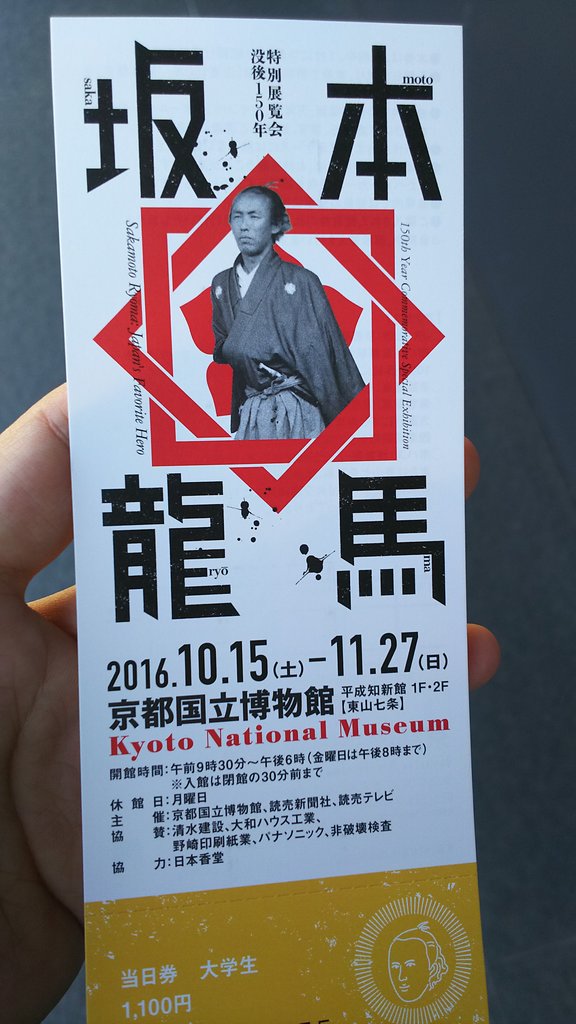 坂本
saka
moto
特別展覧会
没後150年
150th Year Commemorative Special Exhibition
Sakamoto Ryoma: Japan's Favorite Hero
龍馬
ryō
ma
2016.10.15(土)–11.27(日)
京都国立博物館 平成知新館 1F・2F
【東山七条】
Kyoto National Museum
開館時間:午前9時30分〜午後6時(金曜日は午後8時まで)
※入館は閉館の30分前まで
休館日:月曜日
主催:京都国立博物館、読売新聞社、読売テレビ
協賛:清水建設、大和ハウス工業、
野崎印刷紙業、パナソニック、非破壊検査
協力:日本香堂
当日券 大学生
1,100円